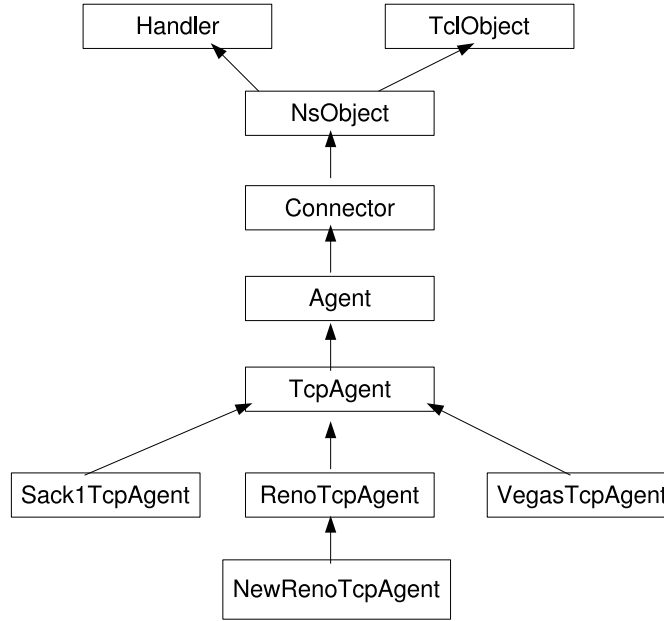 Handler
TclObject
NsObject
Connector
Agent
TcpAgent
Sack1TcpAgent
RenoTcpAgent
VegasTcpAgent
NewRenoTcpAgent